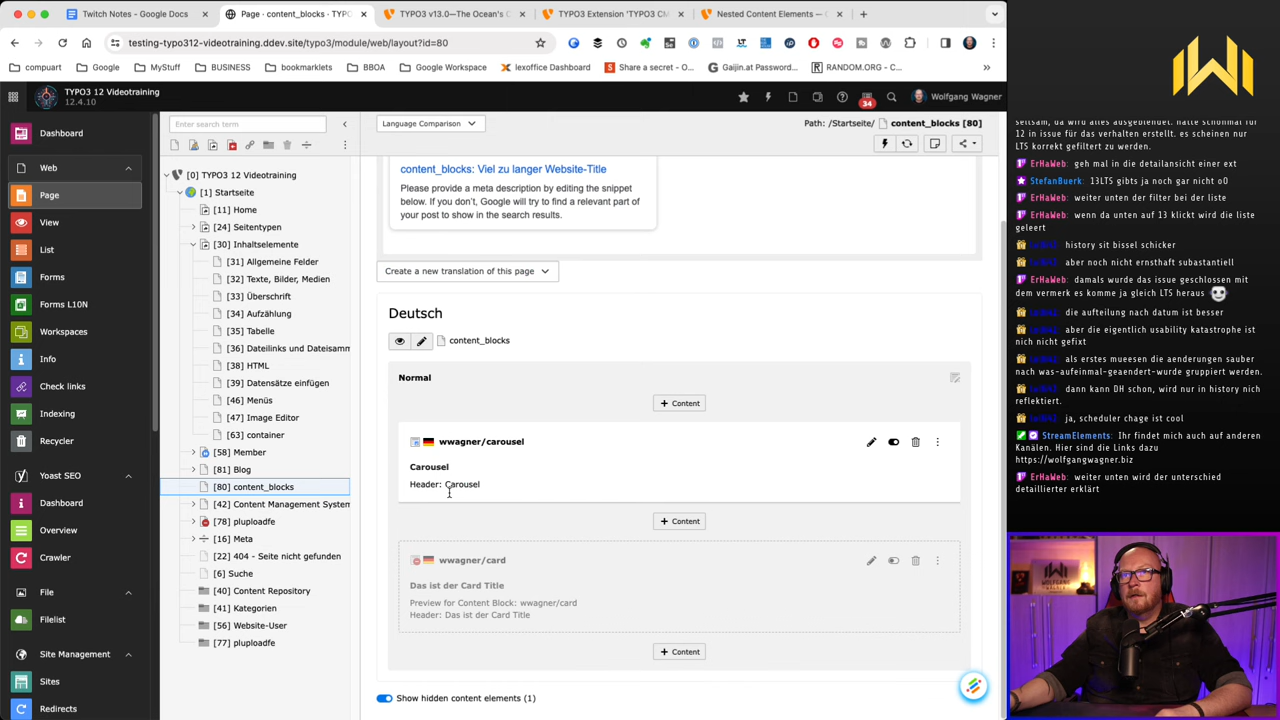 Twitch Notes - Google Docs
Page · content_blocks · TYPO
TYPO3 v13.0—The Ocean's C
TYPO3 Extension 'TYPO3 CM
Nested Content Elements —
testing-typo312-videotraining.ddev.site/typo3/module/web/layout?id=80
compuart
Google
MyStuff
BUSINESS
bookmarklets
BBOA
Google Workspace
lexoffice Dashboard
Share a secret - O...
Gaijin.at Password...
RANDOM.ORG - C...
TYPO3 12 Videotraining
12.4.10
34
Wolfgang Wagner
Dashboard
Web
Page
View
List
Forms
Forms L10N
Workspaces
Info
Check links
Indexing
Recycler
Yoast SEO
Dashboard
Overview
Crawler
File
Filelist
Site Management
Sites
Redirects
Enter search term
[0] TYPO3 12 Videotraining
[1] Startseite
[11] Home
[24] Seitentypen
[30] Inhaltselemente
[31] Allgemeine Felder
[32] Texte, Bilder, Medien
[33] Überschrift
[34] Aufzählung
[35] Tabelle
[36] Dateilinks und Dateisamm
[38] HTML
[39] Datensätze einfügen
[46] Menüs
[47] Image Editor
[63] container
[58] Member
[81] Blog
[80] content_blocks
[42] Content Management System
[78] pluploadfe
[16] Meta
[22] 404 - Seite nicht gefunden
[6] Suche
[40] Content Repository
[41] Kategorien
[56] Website-User
[77] pluploadfe
Language Comparison
Path: /Startseite/ content_blocks [80]
content_blocks: Viel zu langer Website-Title
Please provide a meta description by editing the snippet
below. If you don't, Google will try to find a relevant part of
your post to show in the search results.
Create a new translation of this page
Deutsch
content_blocks
Normal
+ Content
wwagner/carousel
Carousel
Header: Carousel
+ Content
wwagner/card
Das ist der Card Title
Preview for Content Block: wwagner/card
Header: Das ist der Card Title
+ Content
Show hidden content elements (1)
seltsam, da wird alles ausgeblendet. hatte schonmal für
12 in issue für das verhalten erstellt. es scheinen nur
LTS korrekt gefiltert zu werden.
ErHaWeb: geh mal in die detailansicht einer ext
StefanBuerk: 13LTS gibts ja noch gar nicht oO
ErHaWeb: weiter unten der filter bei der liste
ErHaWeb: wenn da unten auf 13 klickt wird die liste
geleert
: history sit bissel schicker
: aber noch nicht ernsthaft subastantiell
ErHaWeb: damals wurde das issue geschlossen mit
dem vermerk es komme ja gleich LTS heraus
: die aufteilung nach datum ist besser
: aber die eigentlich usability katastrophe ist
nich nicht gefixt
: als erstes mueesen die aenderungen sauber
nach was-aufeinmal-geaendert-wurde gruppiert werden.
: dann kann DH schon, wird nur in history nich
reflektiert.
: ja, scheduler chage ist cool
StreamElements: Ihr findet mich auch auf anderen
Kanälen. Hier sind die Links dazu
https://wolfgangwagner.biz
ErHaWeb: weiter unten wird der unterschied
detaillierter erklärt